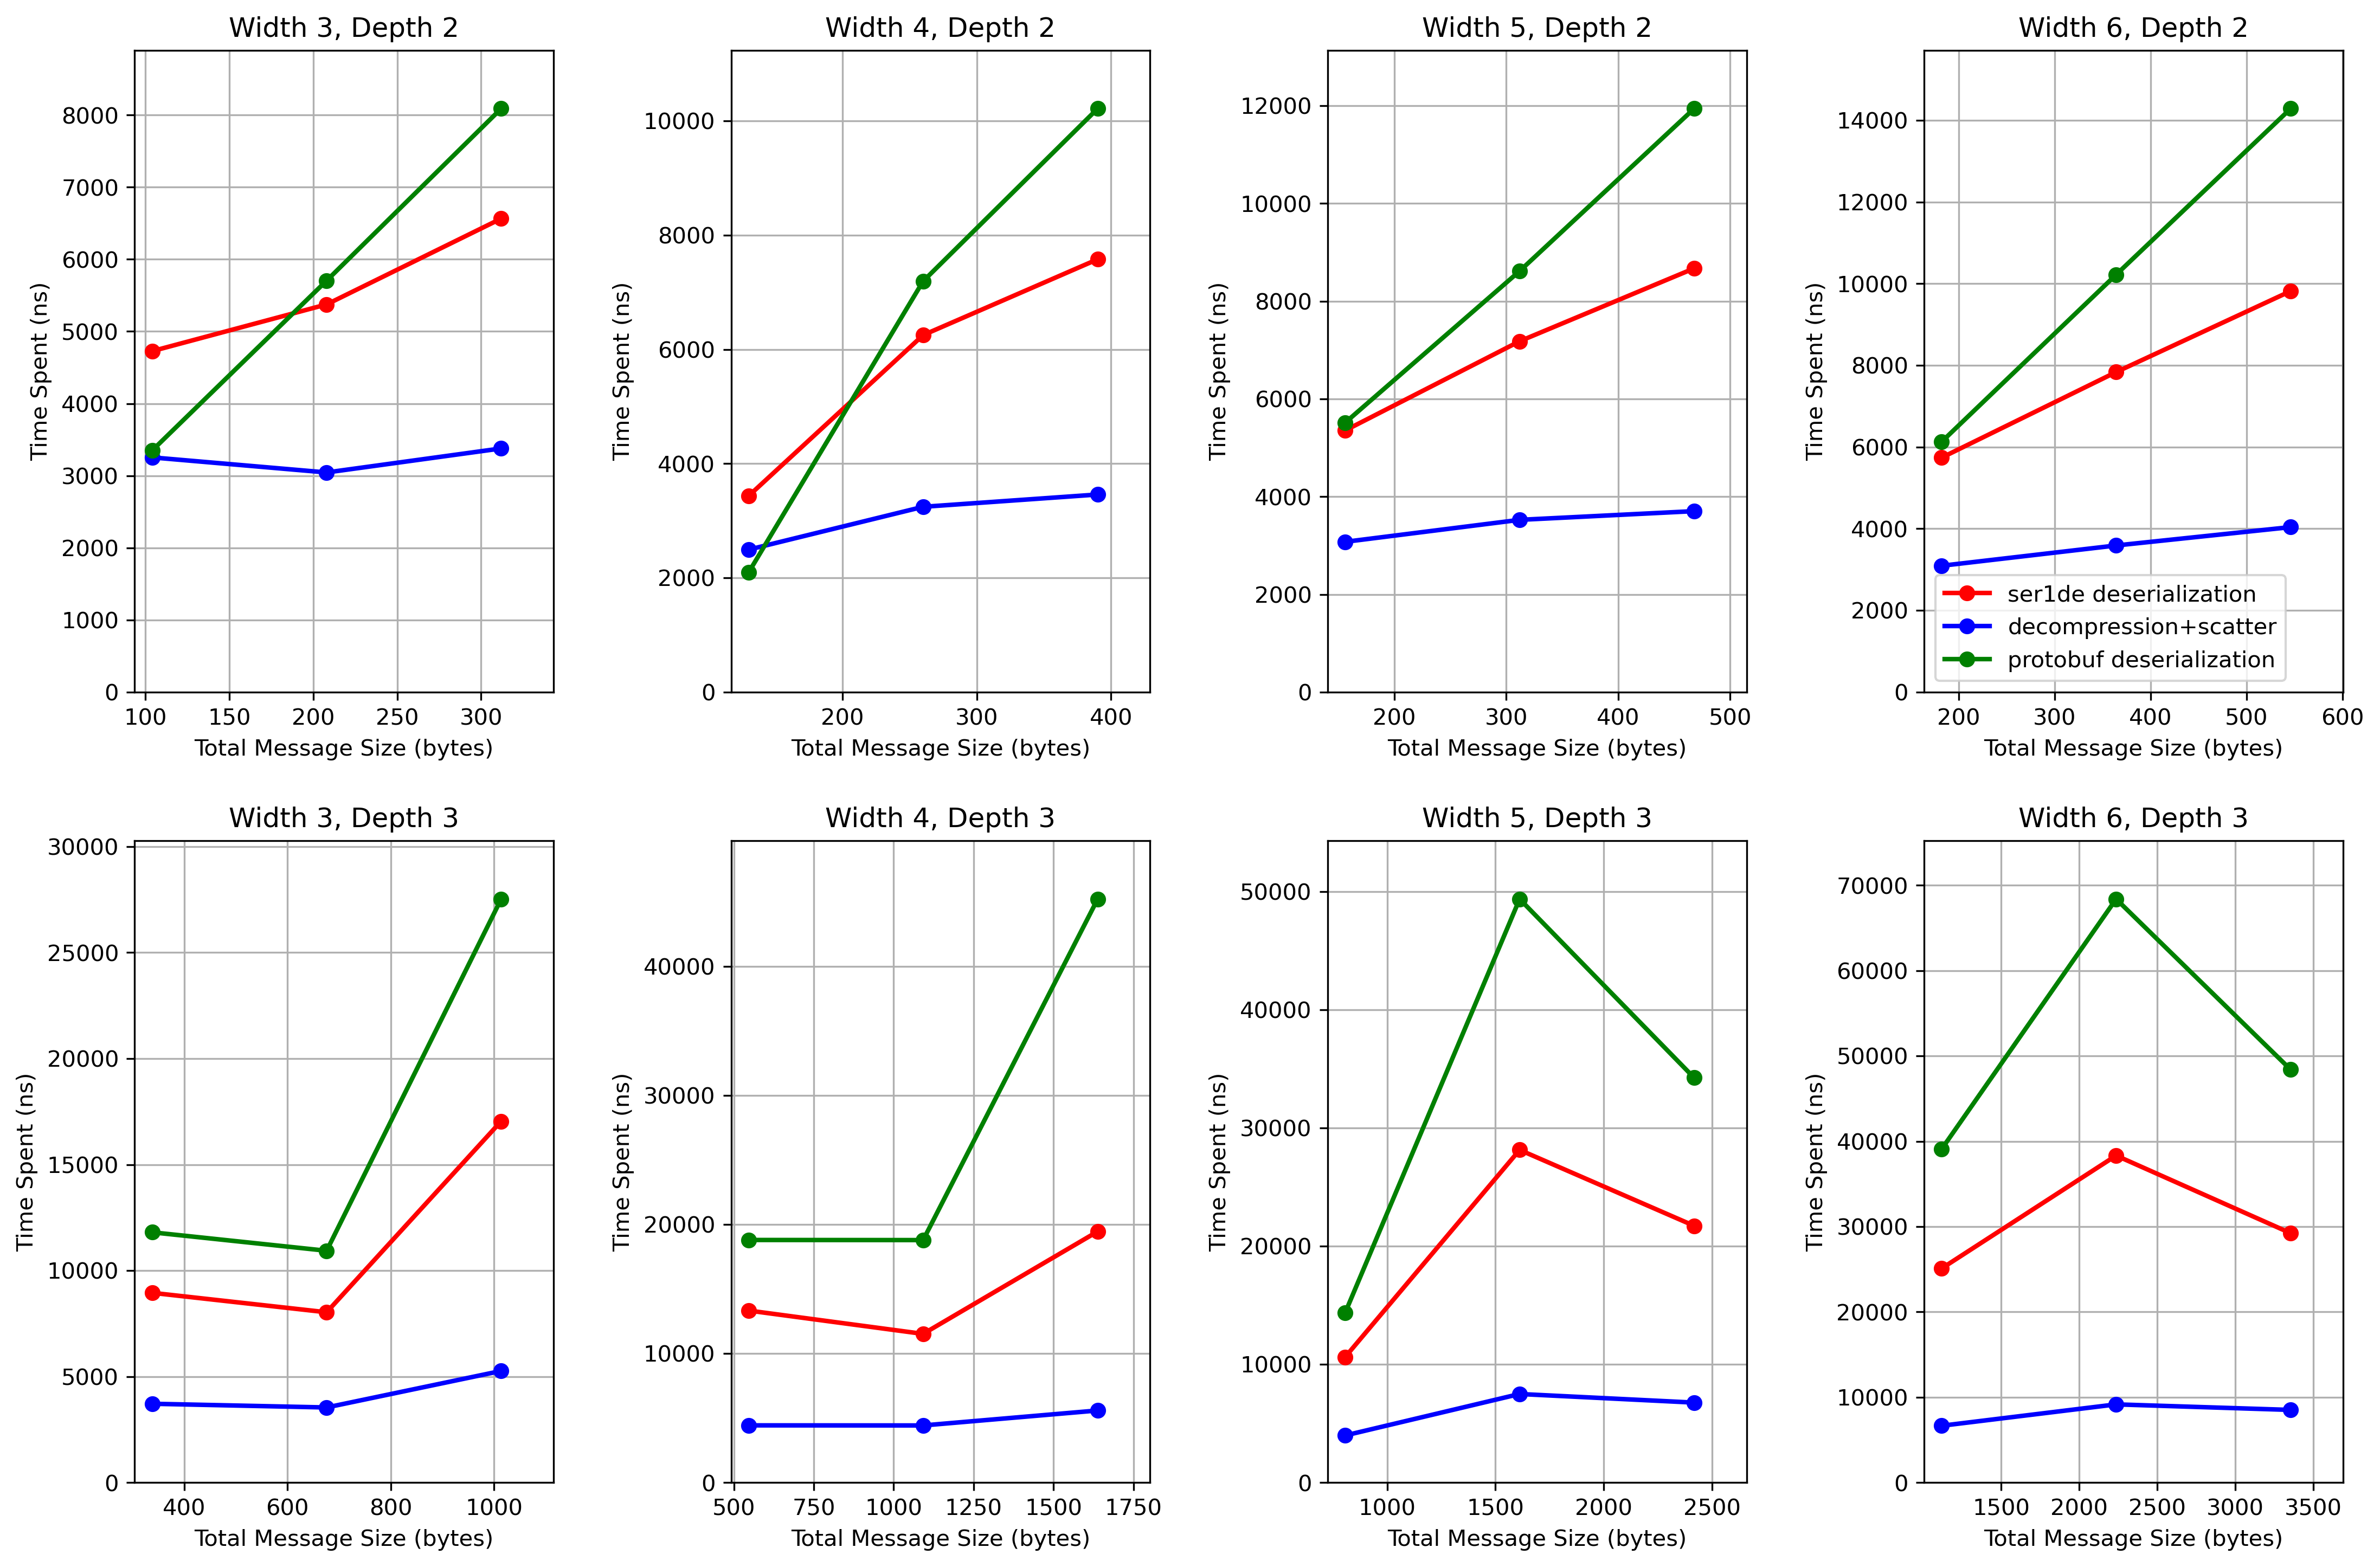 Width 3, Depth 2
Width 4, Depth 2
Width 5, Depth 2
Width 6, Depth 2
Time Spent (ns)
8000
7000
6000
5000
4000
3000
2000
1000
0
100 150 200 250 300
Total Message Size (bytes)
Time Spent (ns)
10000
8000
6000
4000
2000
0
200 300 400
Total Message Size (bytes)
Time Spent (ns)
12000
10000
8000
6000
4000
2000
0
200 300 400 500
Total Message Size (bytes)
Time Spent (ns)
14000
12000
10000
8000
6000
4000
2000
0
ser1de deserialization
decompression+scatter
protobuf deserialization
200 300 400 500 600
Total Message Size (bytes)
Width 3, Depth 3
Width 4, Depth 3
Width 5, Depth 3
Width 6, Depth 3
Time Spent (ns)
30000
25000
20000
15000
10000
5000
0
400 600 800 1000
Total Message Size (bytes)
Time Spent (ns)
40000
30000
20000
10000
0
500 750 1000 1250 1500 1750
Total Message Size (bytes)
Time Spent (ns)
50000
40000
30000
20000
10000
0
1000 1500 2000 2500
Total Message Size (bytes)
Time Spent (ns)
70000
60000
50000
40000
30000
20000
10000
0
1500 2000 2500 3000 3500
Total Message Size (bytes)